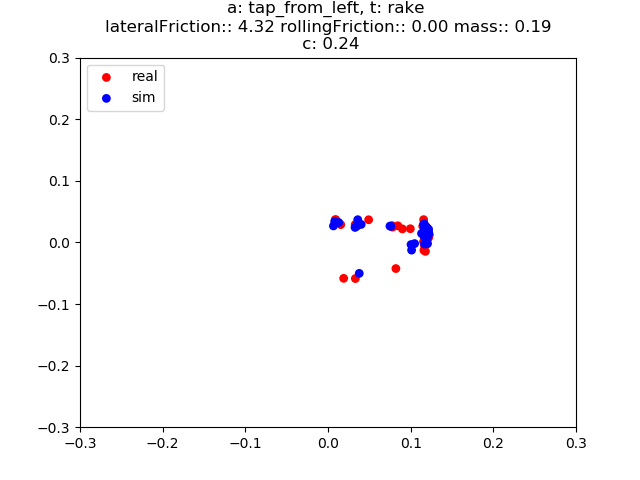 a: tap_from_left, t: rake
lateralFriction:: 4.32 rollingFriction:: 0.00 mass:: 0.19
c: 0.24
real
sim
0.3
0.2
0.1
0.0
−0.1
−0.2
−0.3
−0.3 −0.2 −0.1 0.0 0.1 0.2 0.3